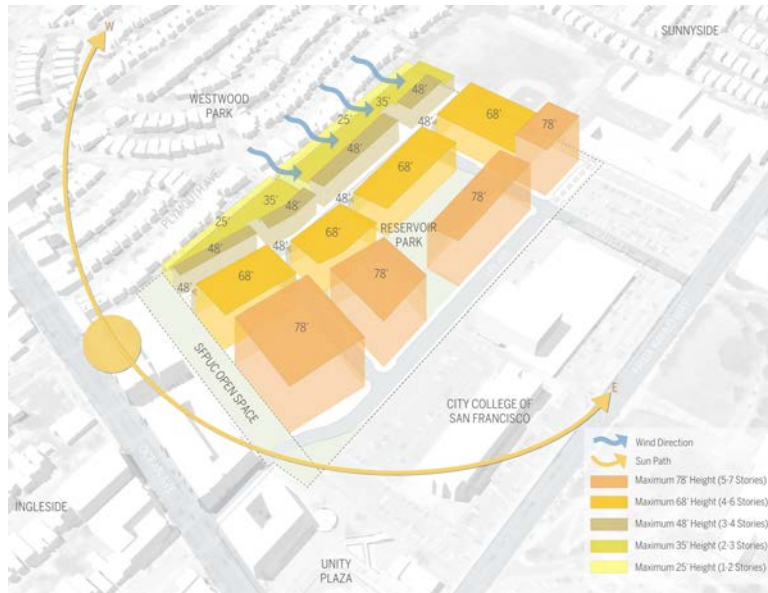 W
SUNNYSIDE
WESTWOOD
PARK
48'
35'
48'
68'
78'
25'
48'
68'
78'
48'
RESERVOIR
PARK
35'
48'
25'
68'
48'
48'
78'
68'
48'
78'
SFPUC OPEN SPACE
E
CITY COLLEGE OF
SAN FRANCISCO
INGLESIDE
UNITY
PLAZA
Wind Direction
Sun Path
Maximum 78' Height (5-7 Stories)
Maximum 68' Height (4-6 Stories)
Maximum 48' Height (3-4 Stories)
Maximum 35' Height (2-3 Stories)
Maximum 25' Height (1-2 Stories)